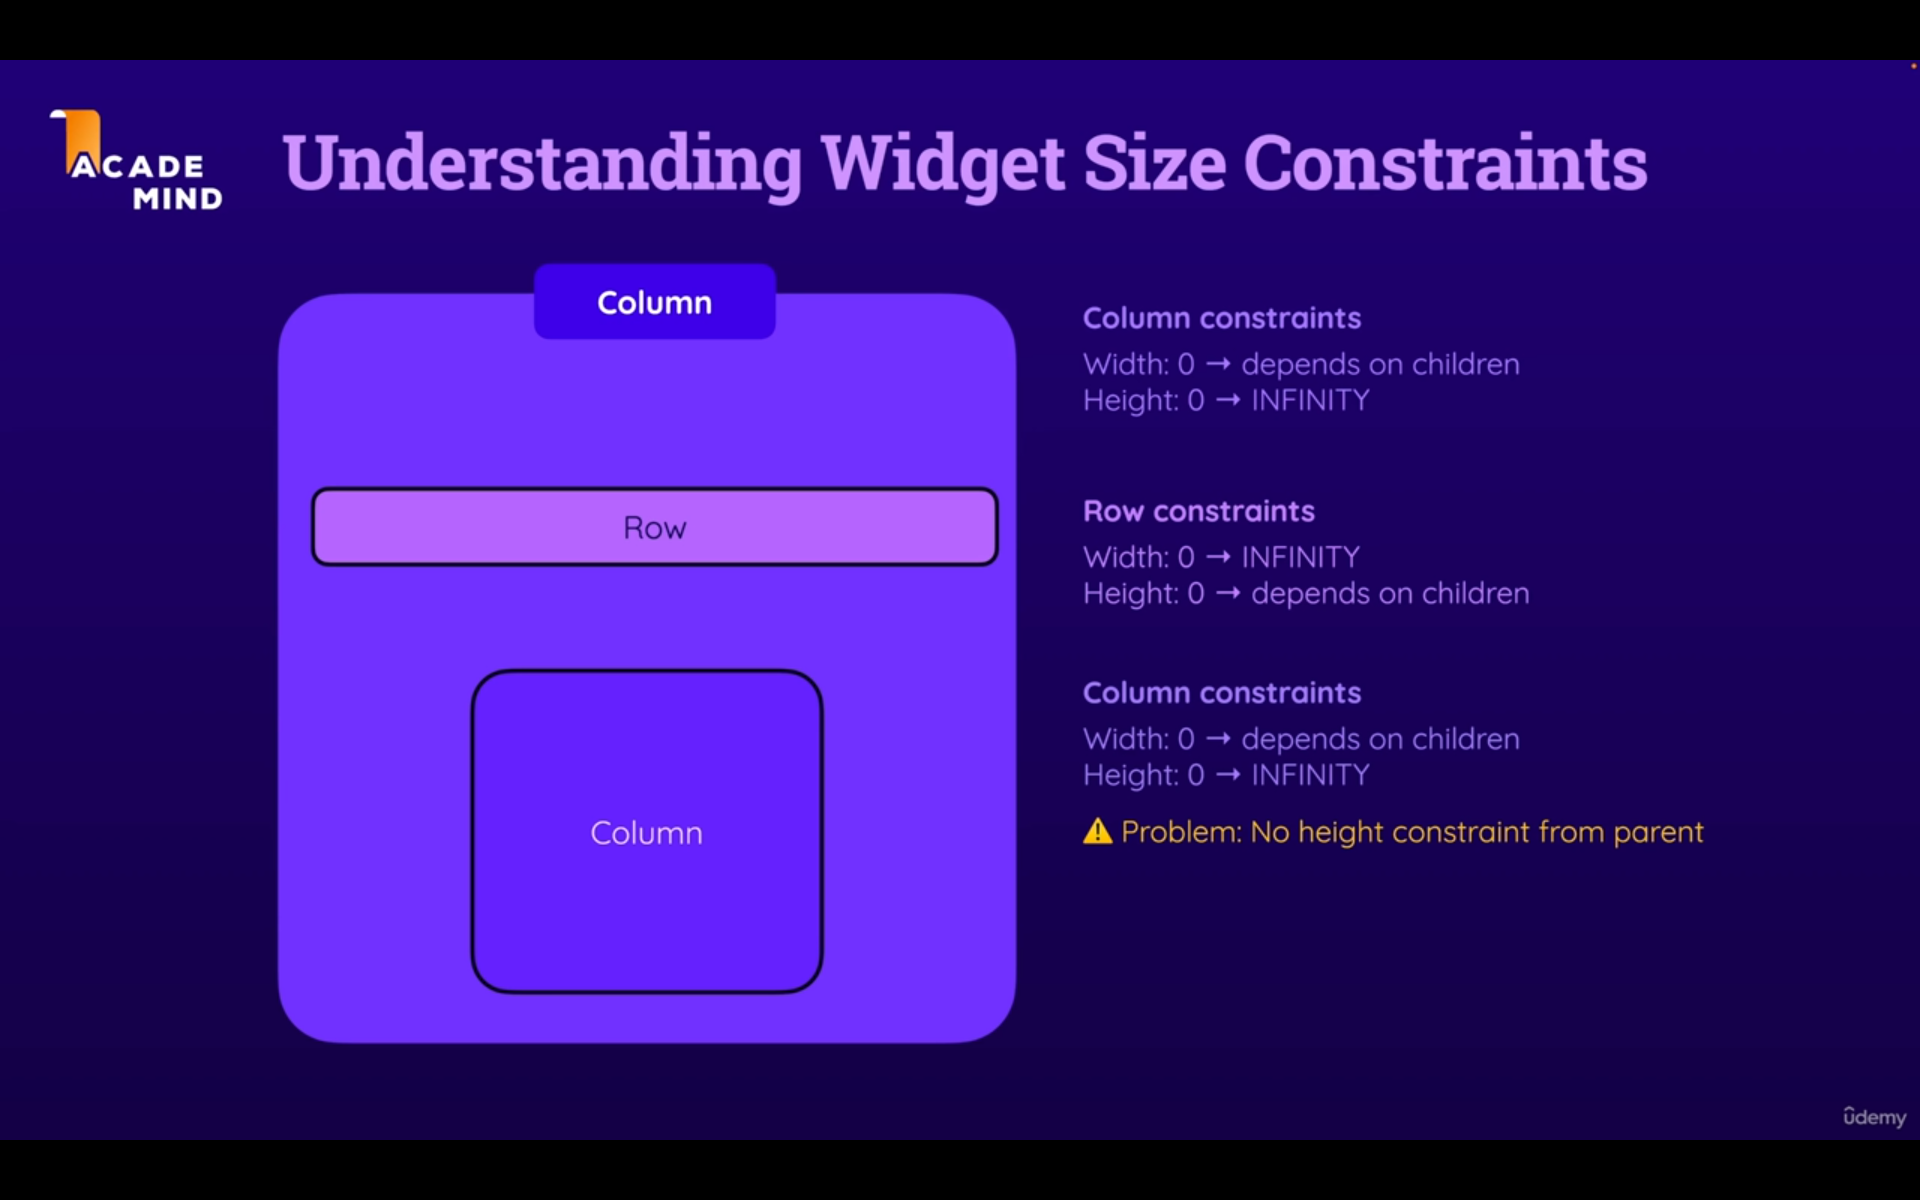 ACADE
MIND
Understanding Widget Size Constraints
Column
Column constraints
Width: 0 → depends on children
Height: 0 → INFINITY
Row
Row constraints
Width: 0 → INFINITY
Height: 0 → depends on children
Column
Column constraints
Width: 0 → depends on children
Height: 0 → INFINITY
⚠ Problem: No height constraint from parent
ûdemy